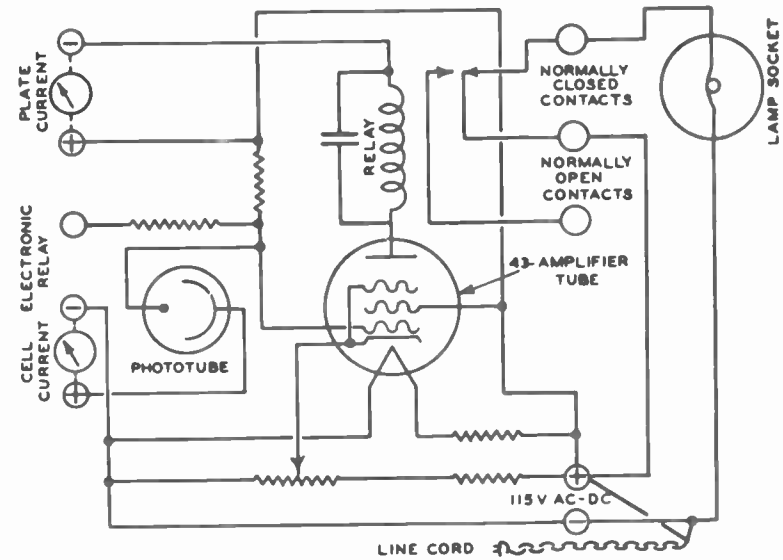 PLATE
CURRENT
ELECTRONIC
RELAY
CELL
CURRENT
PHOTOTUBE
RELAY
NORMALLY
CLOSED
CONTACTS
NORMALLY
OPEN
CONTACTS
43-AMPLIFIER
TUBE
LAMP SOCKET
115V AC-DC
LINE CORD